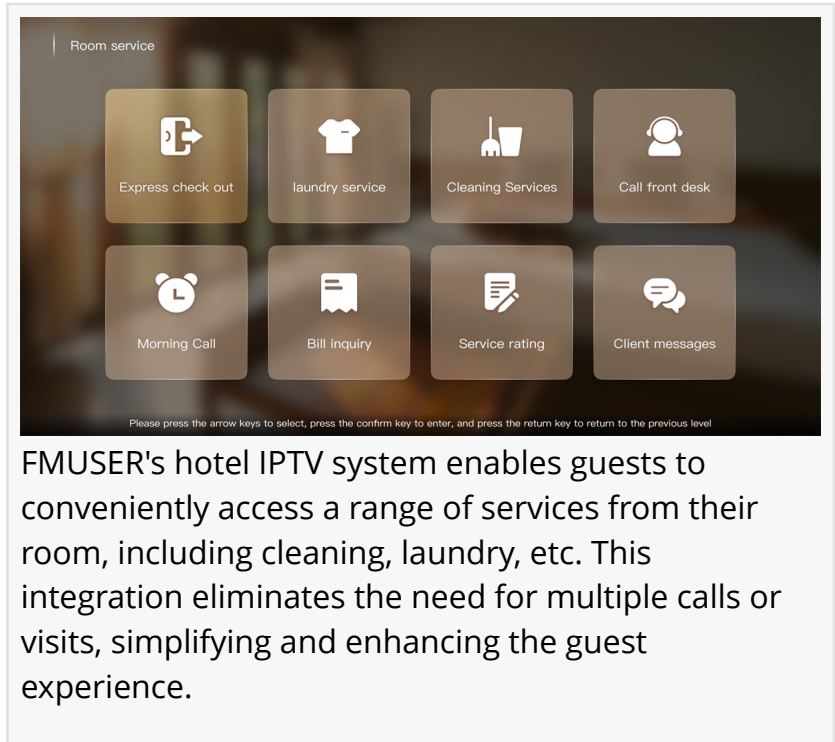 Room service
Express check out
laundry service
Cleaning Services
Call front desk
Morning Call
Bill inquiry
Service rating
Client messages
Please press the arrow keys to select, press the confirm key to enter, and press the return key to return to the previous level
FMUSER's hotel IPTV system enables guests to
conveniently access a range of services from their
room, including cleaning, laundry, etc. This
integration eliminates the need for multiple calls or
visits, simplifying and enhancing the guest
experience.